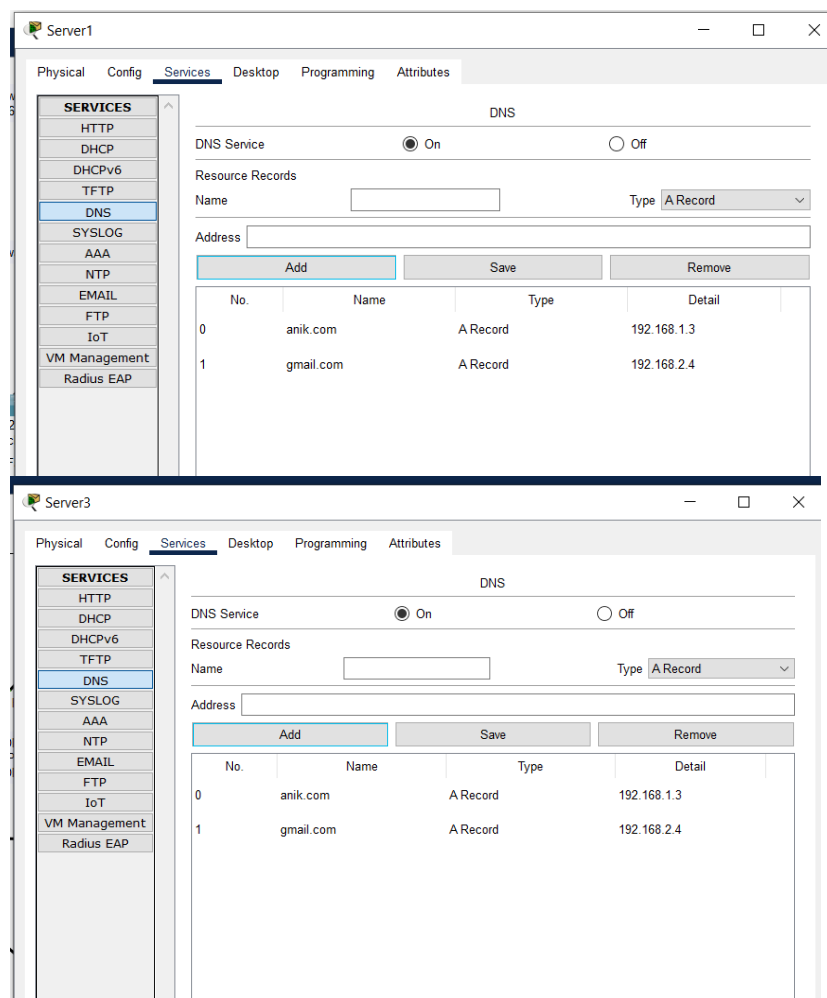 Server1
Physical Config Services Desktop Programming Attributes
SERVICES
HTTP
DHCP
DHCPv6
TFTP
DNS
SYSLOG
AAA
NTP
EMAIL
FTP
IoT
VM Management
Radius EAP
DNS
DNS Service On Off
Resource Records
Name Type A Record
Address
Add Save Remove
No. Name Type Detail
0 anik.com A Record 192.168.1.3
1 gmail.com A Record 192.168.2.4
Server3
Physical Config Services Desktop Programming Attributes
SERVICES
HTTP
DHCP
DHCPv6
TFTP
DNS
SYSLOG
AAA
NTP
EMAIL
FTP
IoT
VM Management
Radius EAP
DNS
DNS Service On Off
Resource Records
Name Type A Record
Address
Add Save Remove
No. Name Type Detail
0 anik.com A Record 192.168.1.3
1 gmail.com A Record 192.168.2.4